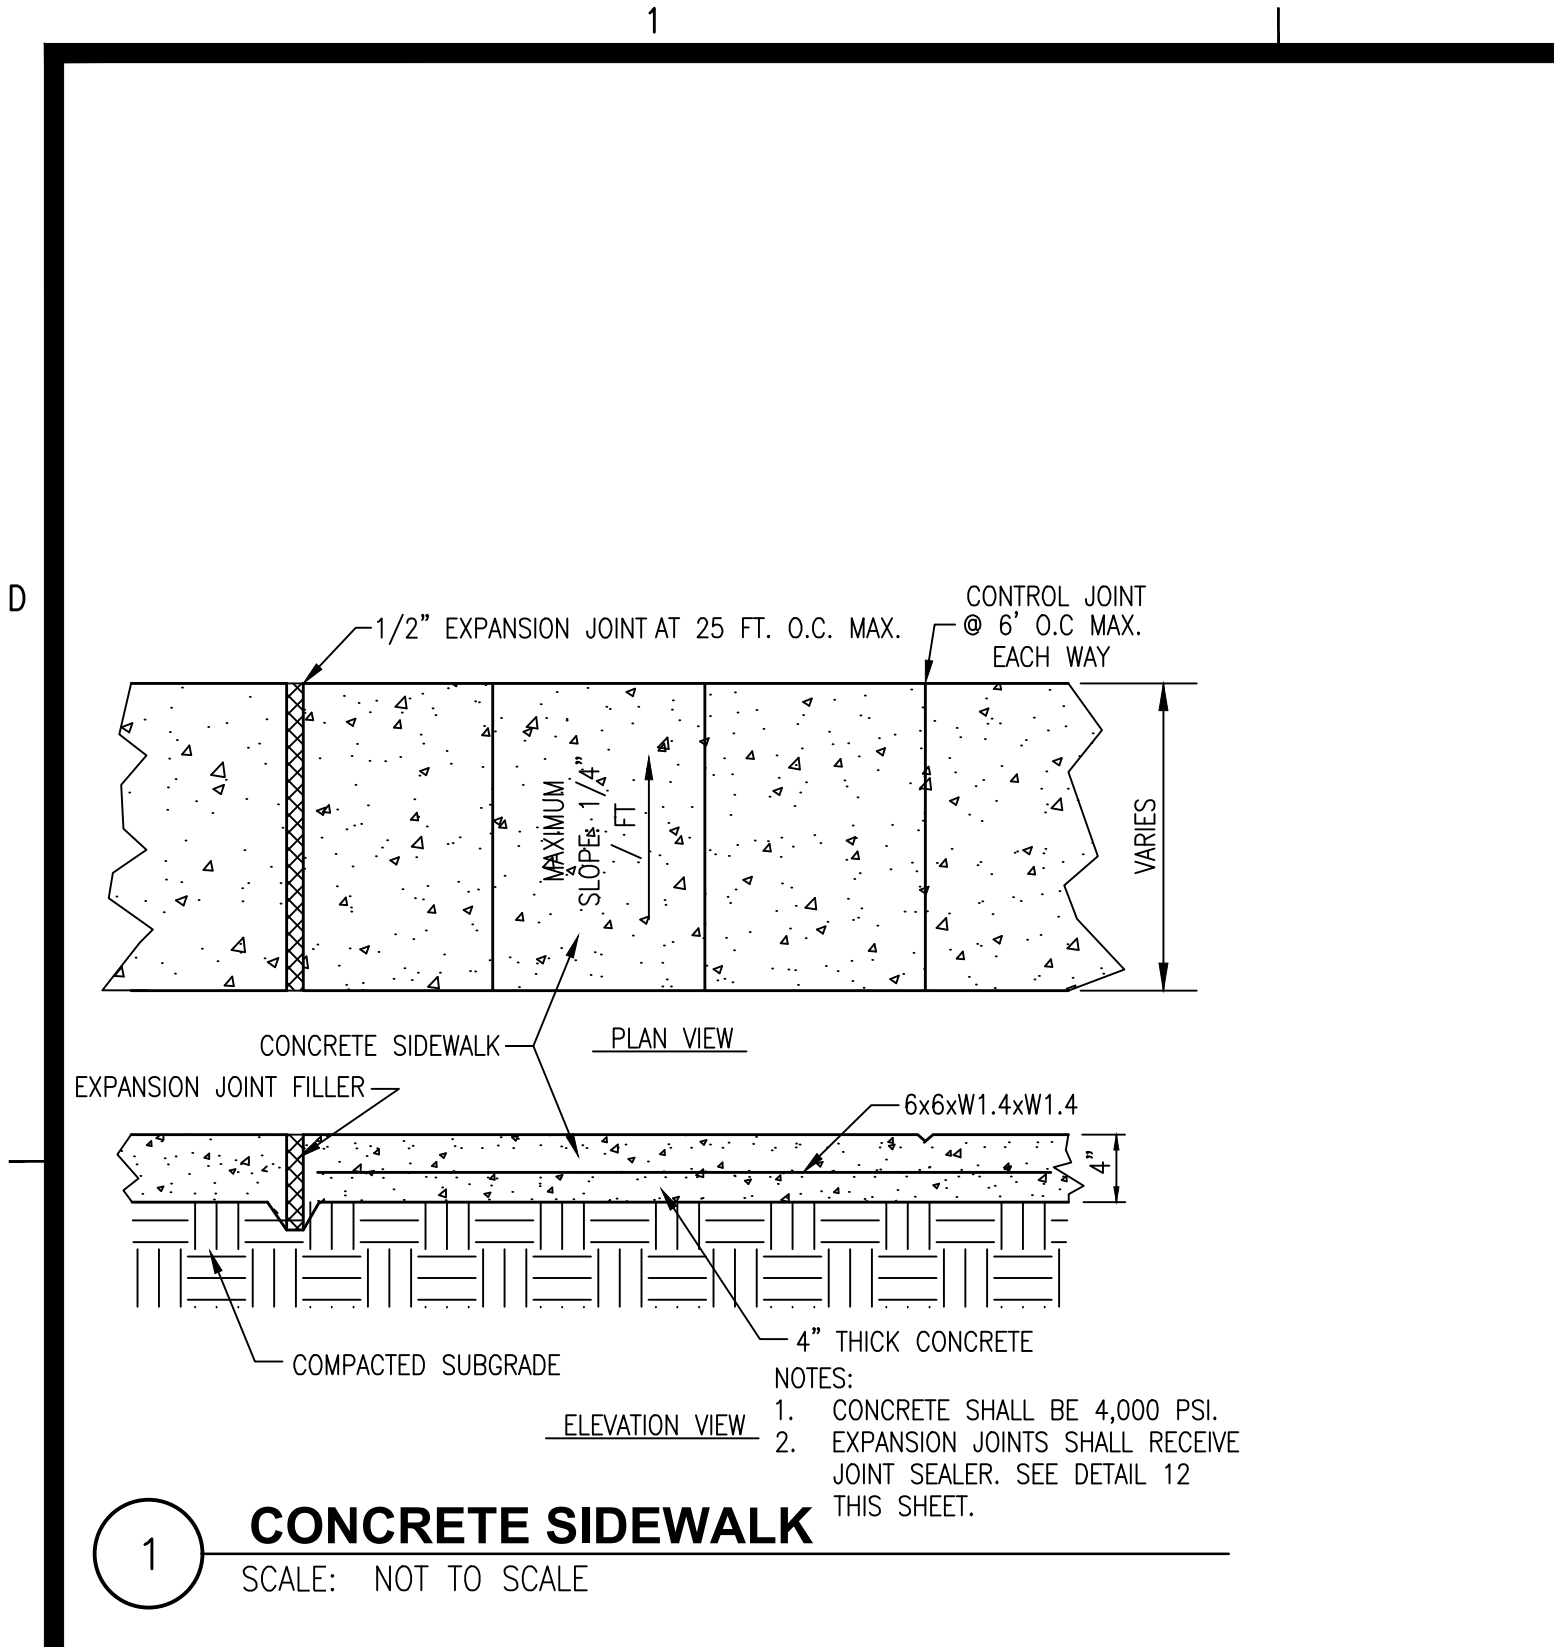 1
D
1/2" EXPANSION JOINT AT 25 FT. O.C. MAX.
CONTROL JOINT
@ 6' O.C MAX.
EACH WAY
MAXIMUM
SLOPE: 1/4"
/ FT
VARIES
CONCRETE SIDEWALK
PLAN VIEW
EXPANSION JOINT FILLER
6x6xW1.4xW1.4
4"
4" THICK CONCRETE
COMPACTED SUBGRADE
NOTES:
1. CONCRETE SHALL BE 4,000 PSI.
2. EXPANSION JOINTS SHALL RECEIVE
JOINT SEALER. SEE DETAIL 12
THIS SHEET.
ELEVATION VIEW
1
CONCRETE SIDEWALK
SCALE: NOT TO SCALE